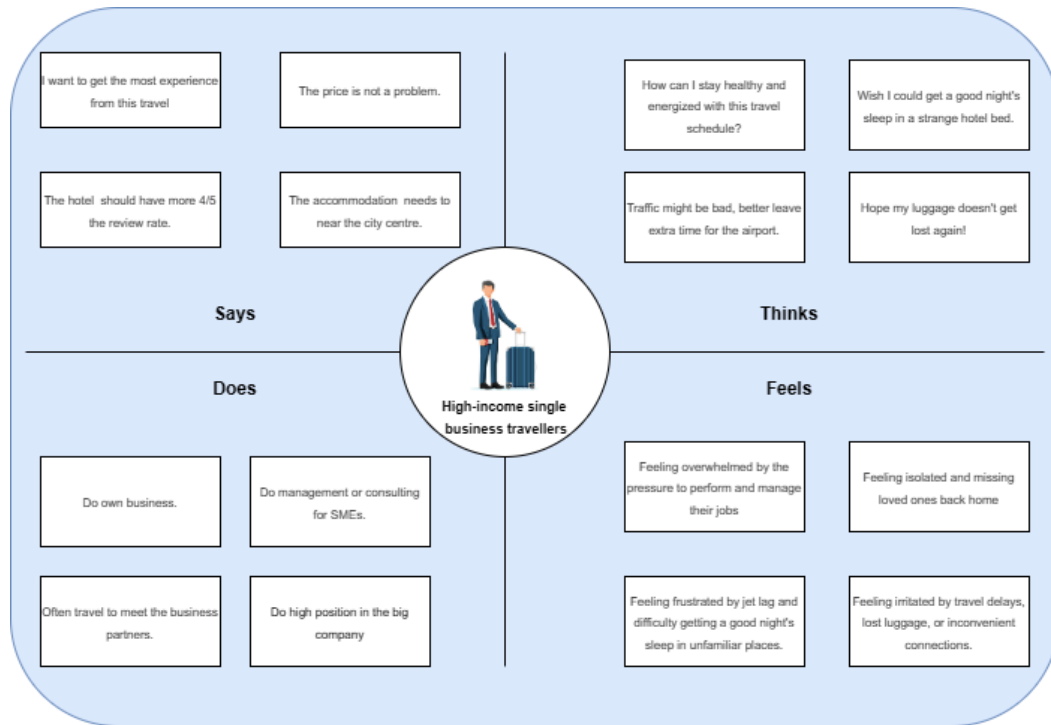 I want to get the most experience
from this travel
The price is not a problem.
The hotel  should have more 4/5
the review rate.
The accommodation  needs to
near the city centre.
Says
How can I stay healthy and
energized with this travel
schedule?
Wish I could get a good night's
sleep in a strange hotel bed.
Traffic might be bad, better leave
extra time for the airport.
Hope my luggage doesn't get
lost again!
Thinks
High-income single
business travellers
Does
Do own business.
Do management or consulting
for SMEs.
Often travel to meet the business
partners.
Do high position in the big
company
Feels
Feeling overwhelmed by the
pressure to perform and manage
their jobs
Feeling isolated and missing
loved ones back home
Feeling frustrated by jet lag and
difficulty getting a good night's
sleep in unfamiliar places.
Feeling irritated by travel delays,
lost luggage, or inconvenient
connections.